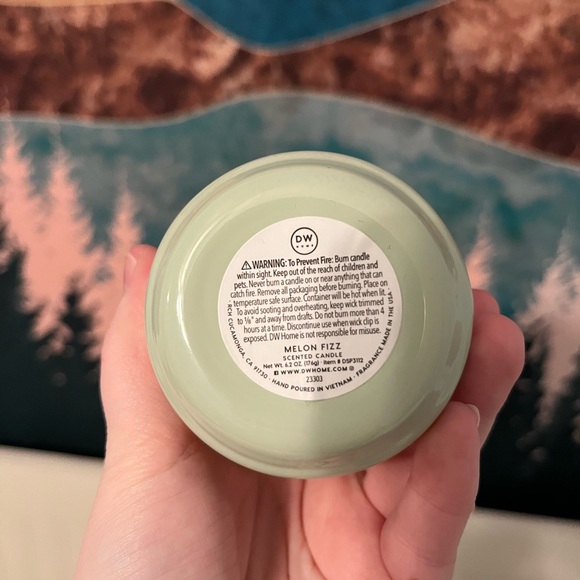 DW
HOME
⚠WARNING: To Prevent Fire: Burn candle
within sight. Keep out of the reach of children and
pets. Never burn a candle on or near anything that can
catch fire. Remove all packaging before burning. Place on
temperature safe surface. Container will be hot when lit.
To avoid sooting and overheating, keep wick trimmed
to ⅛" and away from drafts. Do not burn more than 4
hours at a time. Discontinue use when wick clip is
exposed. DW Home is not responsible for misuse.
MELON FIZZ
SCENTED CANDLE
Net Wt. 6.2 OZ. (176g) · Item # DSP3112
WWW.DWHOME.COM
23303
RCH CUCAMONGA, CA 91730 · HAND POURED IN VIETNAM · FRAGRANCE MADE IN THE USA